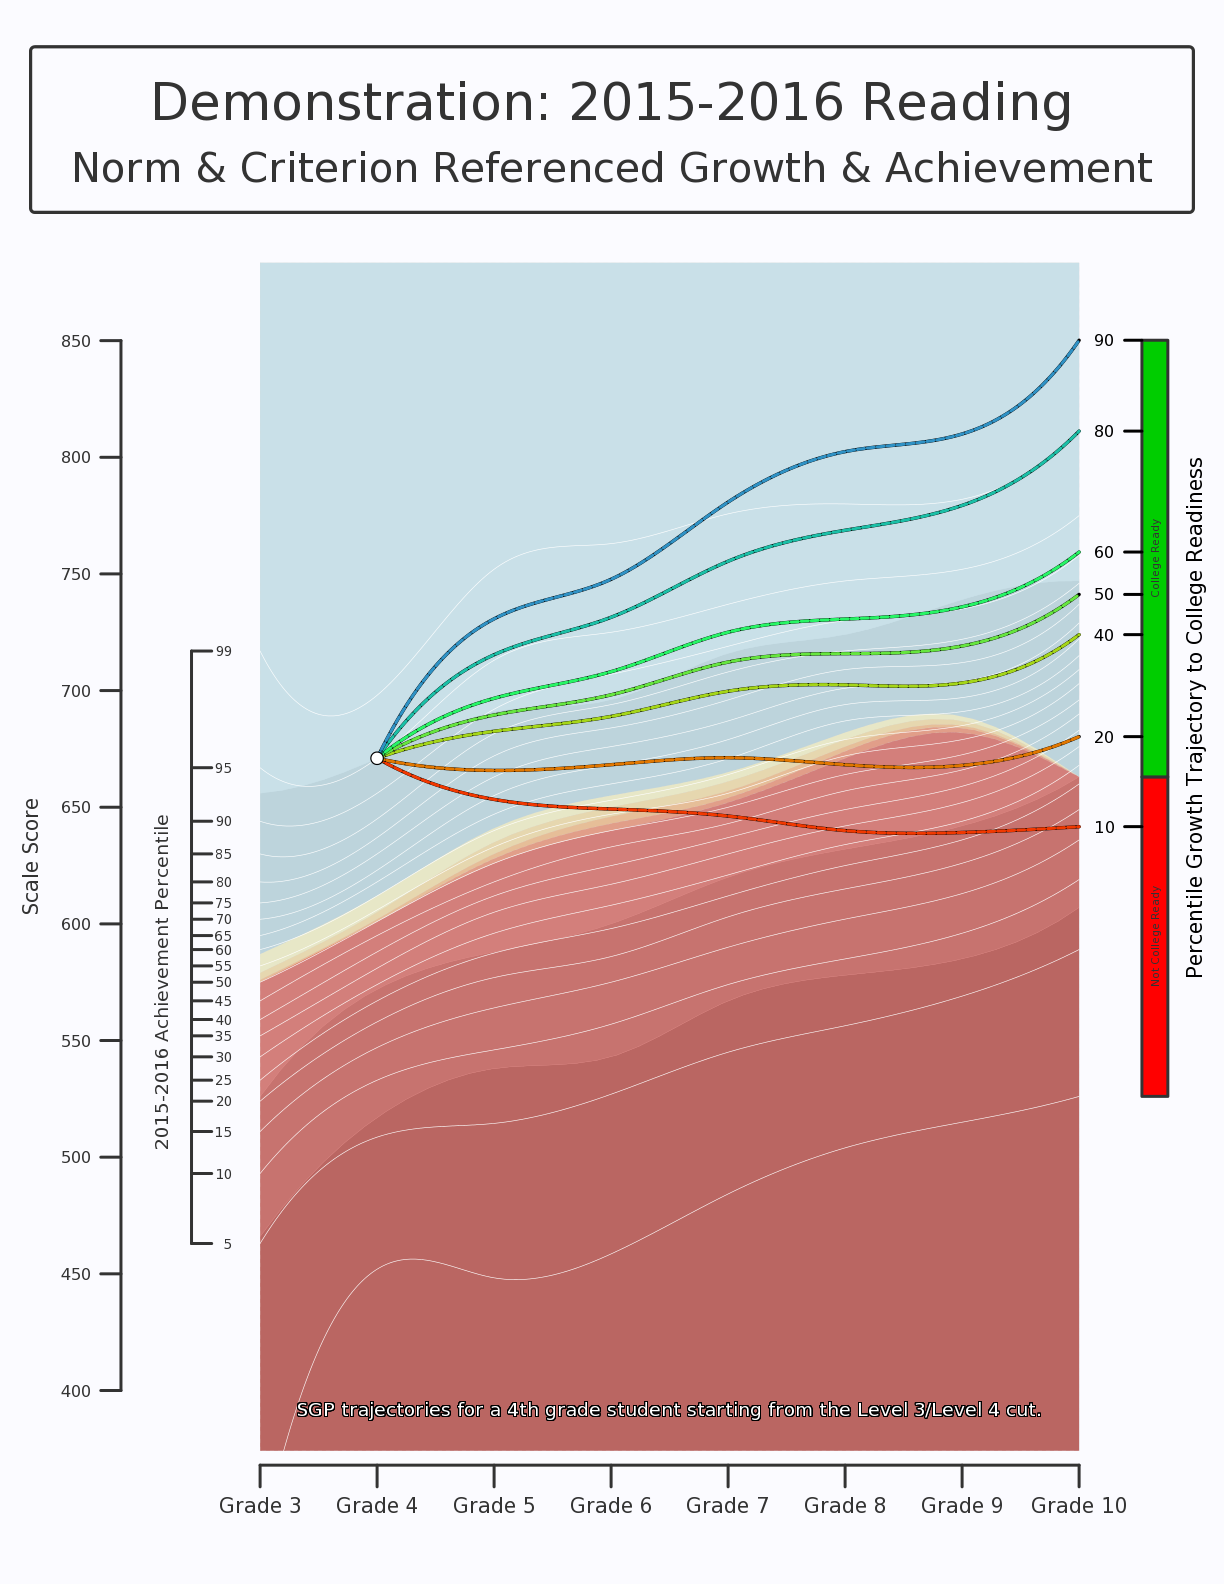 Demonstration: 2015-2016 Reading
Norm & Criterion Referenced Growth & Achievement
Scale Score
850
800
750
700
650
600
550
500
450
400
2015-2016 Achievement Percentile
99
95
90
85
80
75
70
65
60
55
50
45
40
35
30
25
20
15
10
5
90
80
60
50
40
20
10
College Ready
Not College Ready
Percentile Growth Trajectory to College Readiness
SGP trajectories for a 4th grade student starting from the Level 3/Level 4 cut.
Grade 3
Grade 4
Grade 5
Grade 6
Grade 7
Grade 8
Grade 9
Grade 10